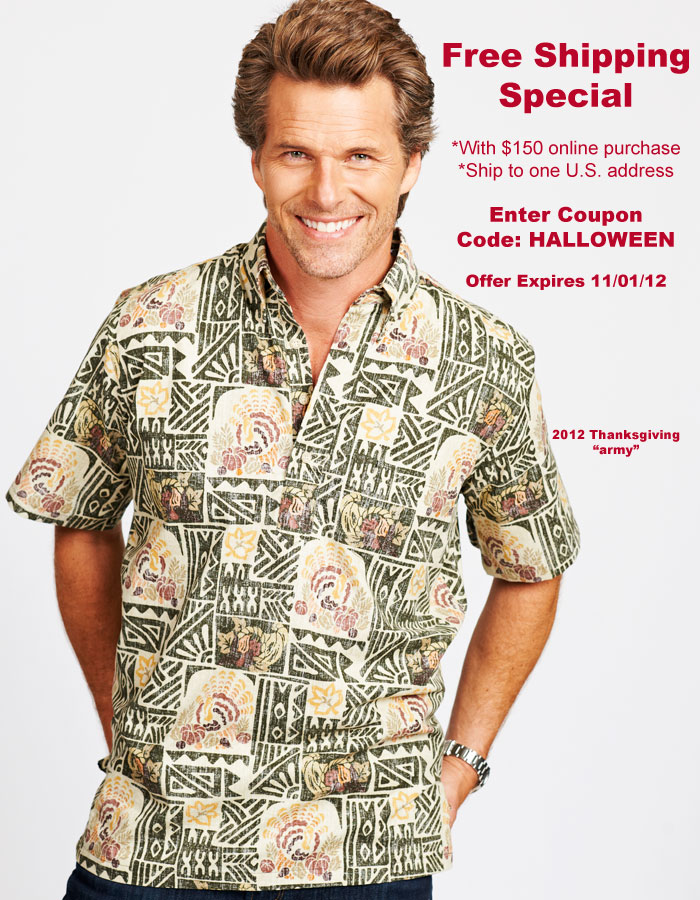 Free Shipping
Special
*With $150 online purchase
*Ship to one U.S. address
Enter Coupon
Code: HALLOWEEN
Offer Expires 11/01/12
2012 Thanksgiving
“army”